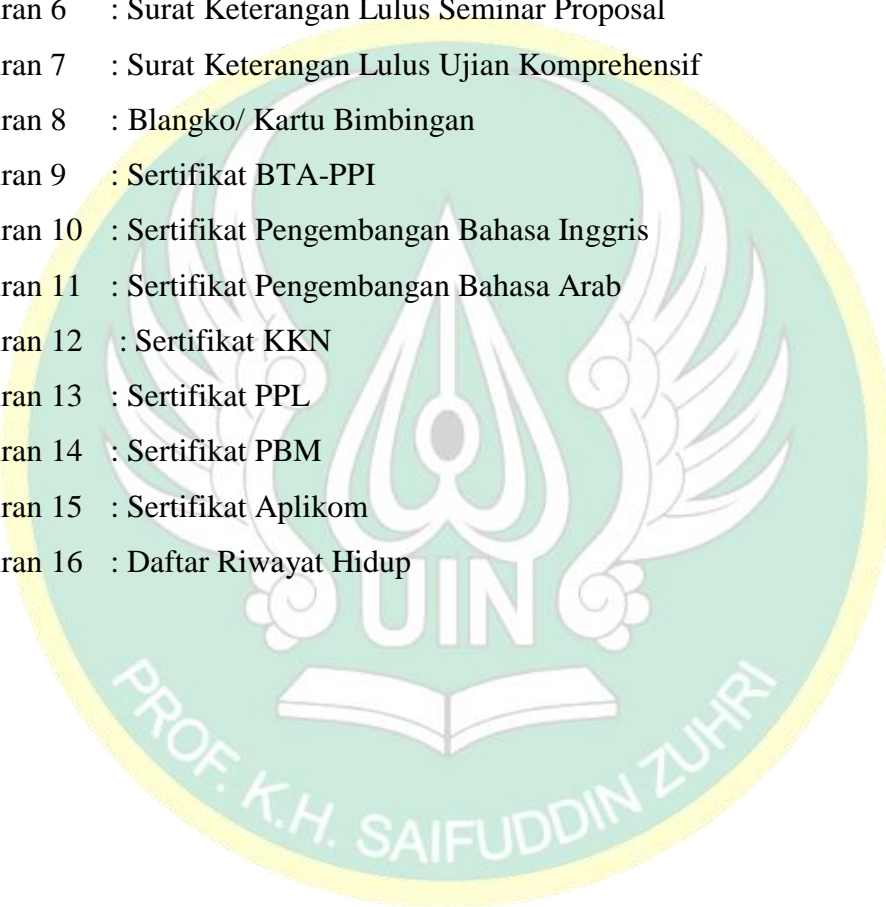 ran 6 : Surat Keterangan Lulus Seminar Proposal
ran 7 : Surat Keterangan Lulus Ujian Komprehensif
ran 8 : Blangko/ Kartu Bimbingan
ran 9 : Sertifikat BTA-PPI
ran 10 : Sertifikat Pengembangan Bahasa Inggris
ran 11 : Sertifikat Pengembangan Bahasa Arab
ran 12 : Sertifikat KKN
ran 13 : Sertifikat PPL
ran 14 : Sertifikat PBM
ran 15 : Sertifikat Aplikom
ran 16 : Daftar Riwayat Hidup
UIN
PROF. K.H. SAIFUDDIN ZUHRI